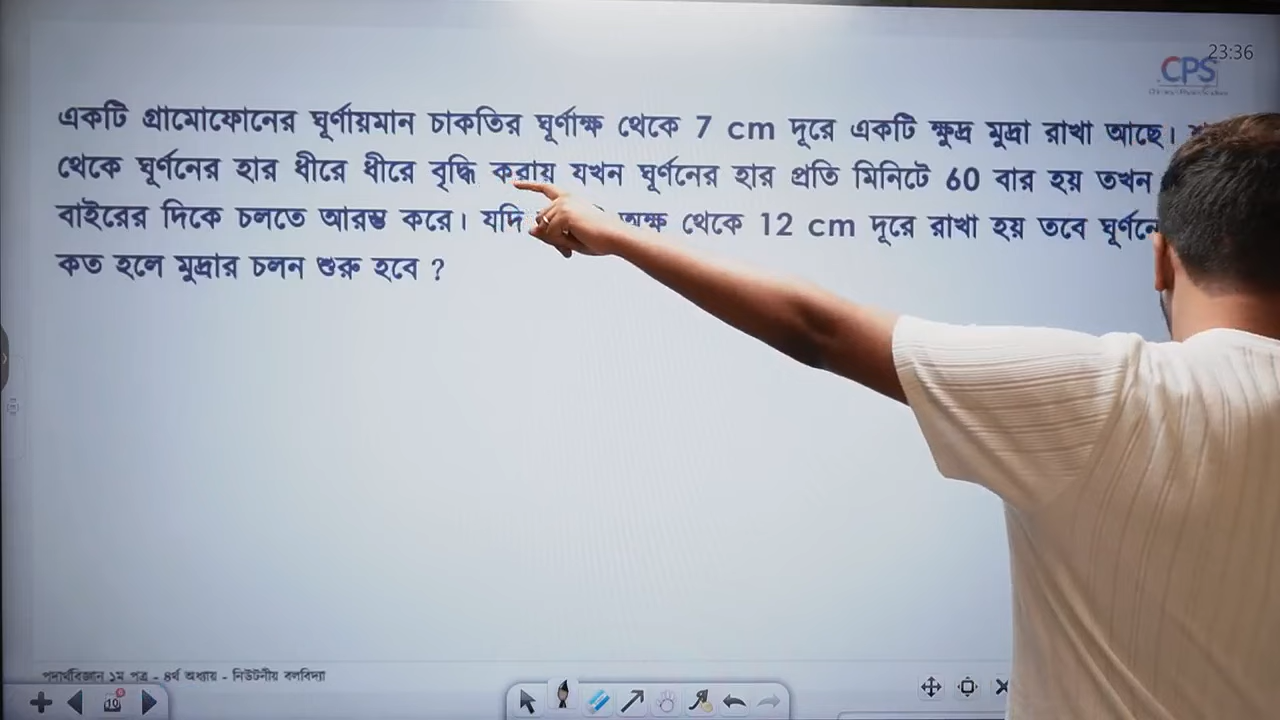 23:36
CPS
একটি গ্রামোফোনের ঘূর্ণায়মান চাকতির ঘূর্ণাক্ষ থেকে 7 cm দূরে একটি ক্ষুদ্র মুদ্রা রাখা আছে।
থেকে ঘূর্ণনের হার ধীরে ধীরে বৃদ্ধি করায় যখন ঘূর্ণনের হার প্রতি মিনিটে 60 বার হয় তখন
বাইরের দিকে চলতে আরম্ভ করে। যদি অক্ষ থেকে 12 cm দূরে রাখা হয় তবে
কত হলে মুদ্রার চলন শুরু হবে ?
পদার্থবিজ্ঞান ১ম পত্র - ৪র্থ অধ্যায় - নিউটনীয় বলবিদ্যা
10